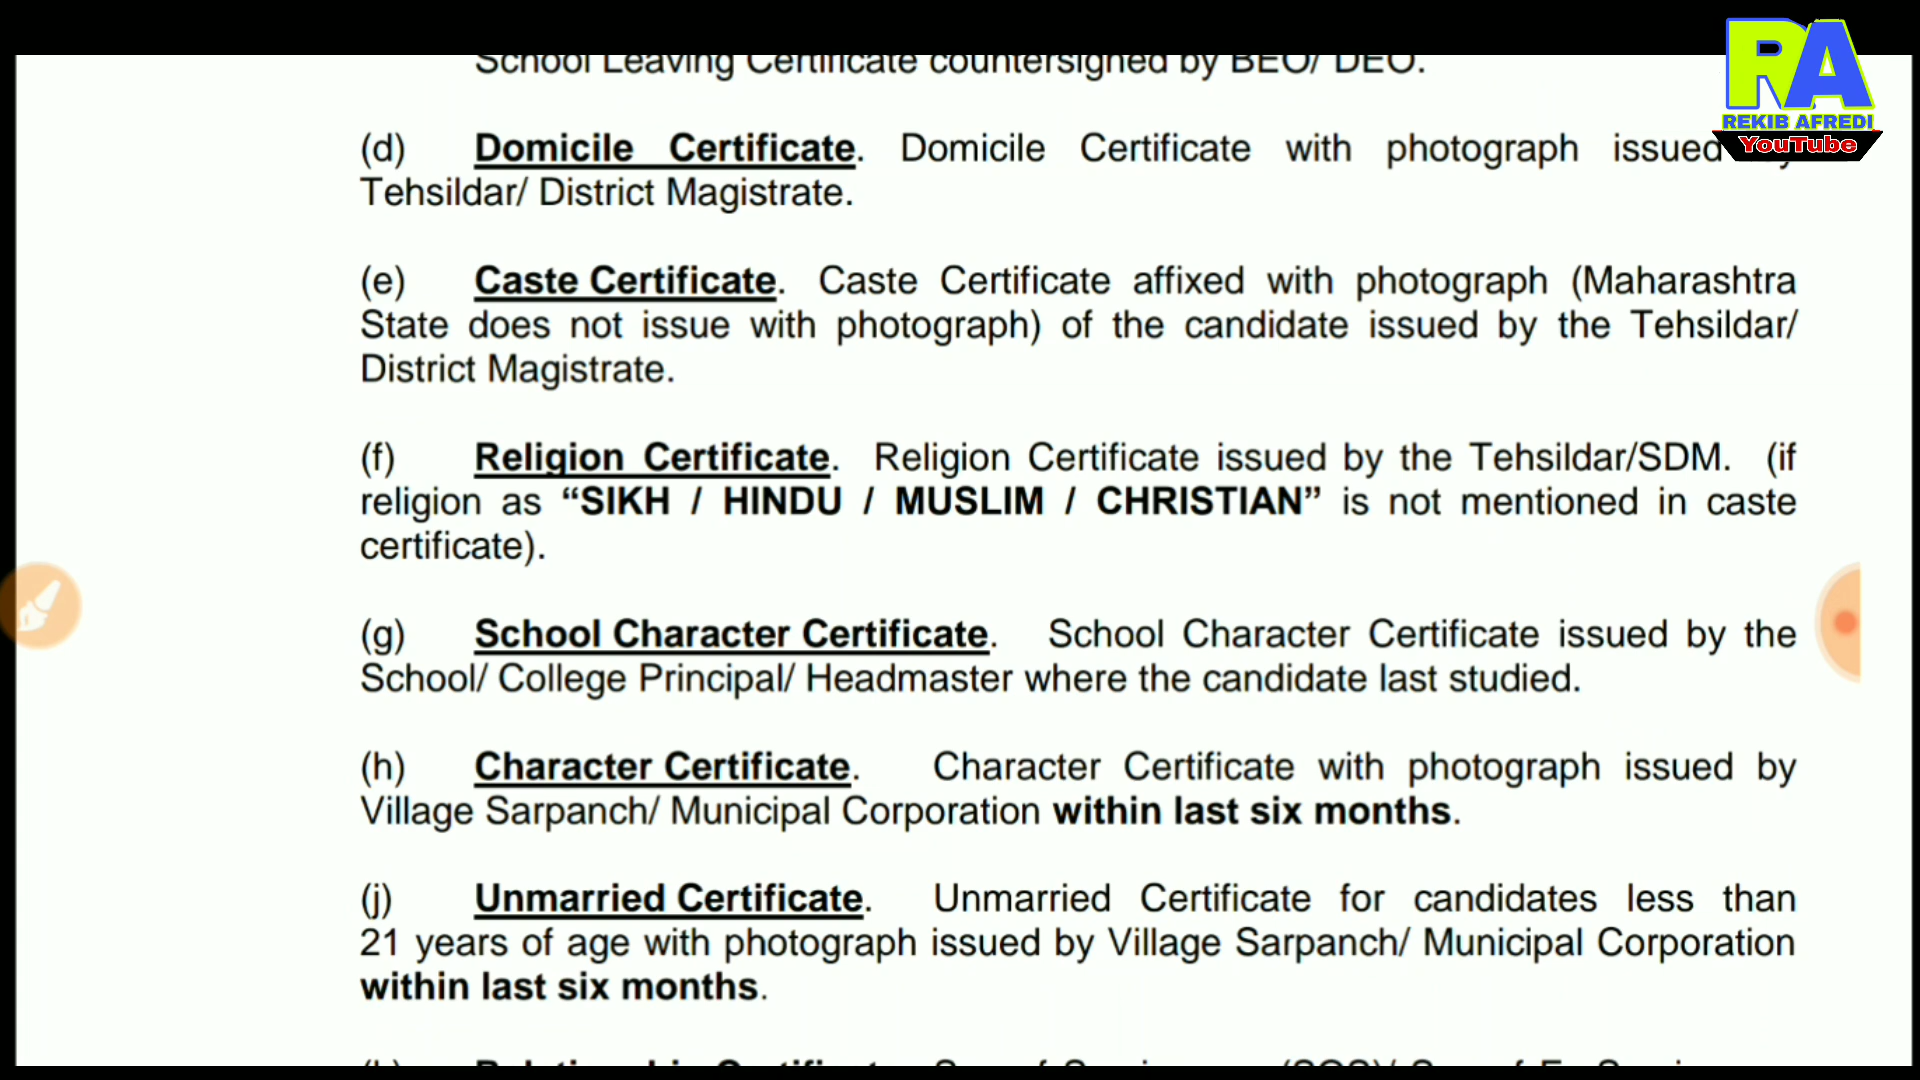 School Leaving Certificate countersigned by BEO/ DEO.
RA
REKIB AFREDI
YouTube
(d) Domicile Certificate. Domicile Certificate with photograph issued
Tehsildar/ District Magistrate.
(e) Caste Certificate. Caste Certificate affixed with photograph (Maharashtra
State does not issue with photograph) of the candidate issued by the Tehsildar/
District Magistrate.
(f) Religion Certificate. Religion Certificate issued by the Tehsildar/SDM. (if
religion as “SIKH / HINDU / MUSLIM / CHRISTIAN” is not mentioned in caste
certificate).
(g) School Character Certificate. School Character Certificate issued by the
School/ College Principal/ Headmaster where the candidate last studied.
(h) Character Certificate. Character Certificate with photograph issued by
Village Sarpanch/ Municipal Corporation within last six months.
(j) Unmarried Certificate. Unmarried Certificate for candidates less than
21 years of age with photograph issued by Village Sarpanch/ Municipal Corporation
within last six months.